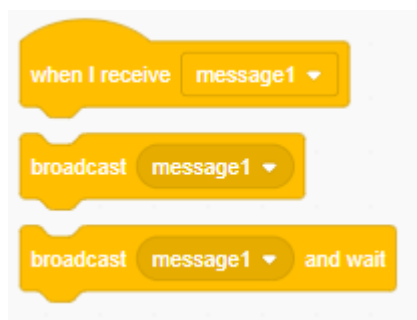 when I receive message1
broadcast message1
broadcast message1 and wait